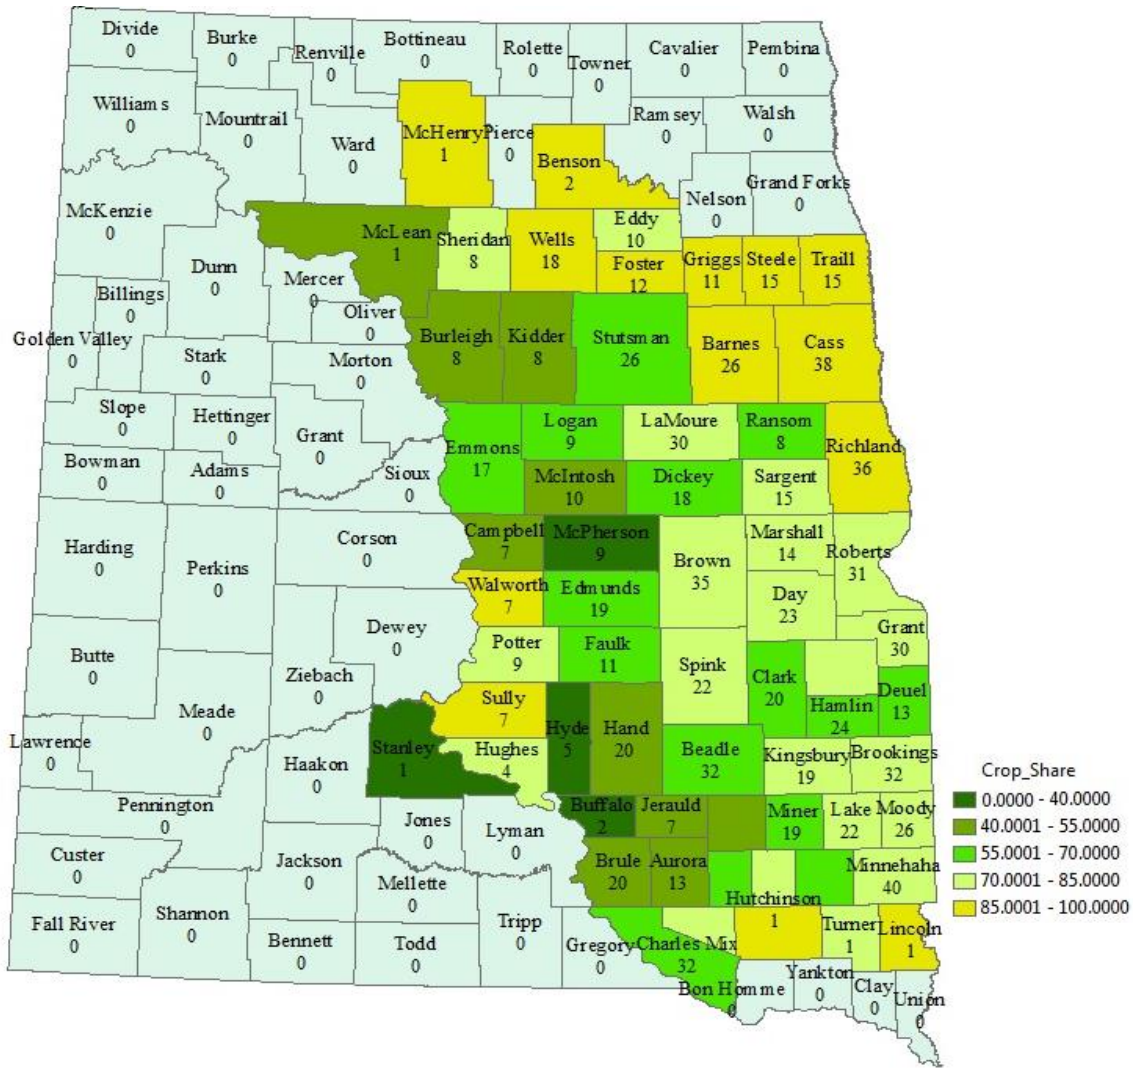 Divide
0
Burke
0
Renville
0
Bottineau
0
Rolette
0
Towner
0
Cavalier
0
Pembina
0
Williams
0
Mountrail
0
Ward
0
McHenry
1
Pierce
0
Benson
2
Ramsey
0
Walsh
0
Nelson
0
Grand Forks
0
McKenzie
0
Dunn
0
McLean
1
Sheridan
8
Wells
18
Eddy
10
Foster
12
Griggs
11
Steele
15
Traill
15
Mercer
0
Billings
0
Golden Valley
0
Oliver
0
Stark
0
Morton
0
Burleigh
8
Kidder
8
Stutsman
26
Barnes
26
Cass
38
Slope
0
Hettinger
0
Grant
0
Bowman
0
Adams
0
Sioux
0
Emmons
17
Logan
9
LaMoure
30
Ransom
8
Richland
36
McIntosh
10
Dickey
18
Sargent
15
Harding
0
Perkins
0
Corson
0
Campbell
7
McPherson
9
Brown
35
Marshall
14
Roberts
31
Walworth
7
Edmunds
19
Day
23
Dewey
0
Butte
0
Ziebach
0
Potter
9
Faulk
11
Spink
22
Grant
30
Clark
20
Hamlin
24
Deuel
13
Meade
0
Lawrence
0
Haakon
0
Stanley
1
Sully
7
Hughes
4
Hyde
5
Hand
20
Beadle
32
Kingsbury
19
Brookings
32
Pennington
0
Jones
0
Lyman
0
Buffalo
2
Jerauld
7
Miner
19
Lake
22
Moody
26
Custer
0
Jackson
0
Mellette
0
Brule
20
Aurora
13
Minnehaha
40
Fall River
0
Shannon
0
Bennett
0
Todd
0
Tripp
0
Gregory
0
Charles Mix
32
Hutchinson
1
Turner
1
Lincoln
1
Bon Homme
0
Yankton
0
Clay
0
Union
0
Crop_Share
0.0000 - 40.0000
40.0001 - 55.0000
55.0001 - 70.0000
70.0001 - 85.0000
85.0001 - 100.0000